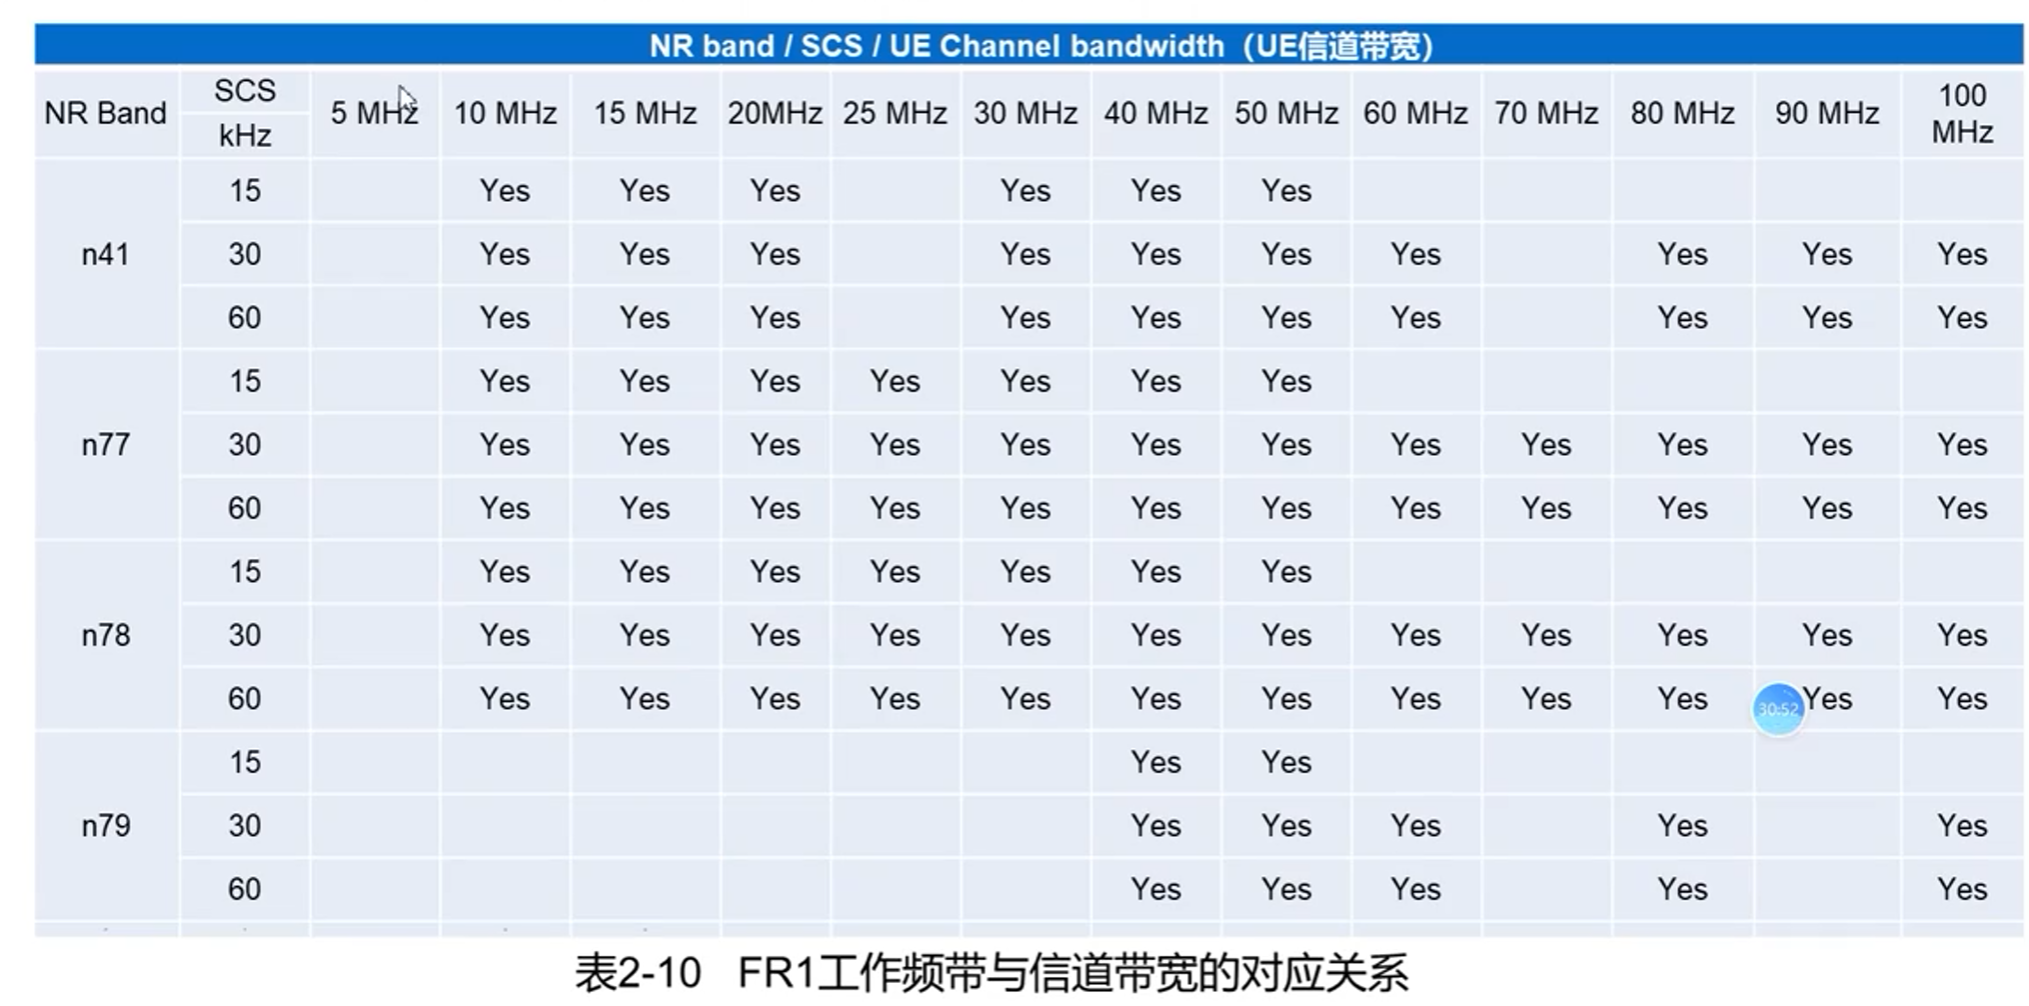 NR band / SCS / UE Channel bandwidth（UE信道带宽）
NR Band SCS kHz 5 MHz 10 MHz 15 MHz 20MHz 25 MHz 30 MHz 40 MHz 50 MHz 60 MHz 70 MHz 80 MHz 90 MHz 100 MHz
n41 15 Yes Yes Yes Yes Yes Yes
30 Yes Yes Yes Yes Yes Yes Yes Yes Yes Yes
60 Yes Yes Yes Yes Yes Yes Yes Yes Yes Yes
n77 15 Yes Yes Yes Yes Yes Yes Yes
30 Yes Yes Yes Yes Yes Yes Yes Yes Yes Yes Yes Yes
60 Yes Yes Yes Yes Yes Yes Yes Yes Yes Yes Yes Yes
n78 15 Yes Yes Yes Yes Yes Yes Yes
30 Yes Yes Yes Yes Yes Yes Yes Yes Yes Yes Yes Yes
60 Yes Yes Yes Yes Yes Yes Yes Yes Yes Yes 30:52 Yes Yes
n79 15 Yes Yes
30 Yes Yes Yes Yes Yes
60 Yes Yes Yes Yes Yes
表2-10 FR1工作频带与信道带宽的对应关系